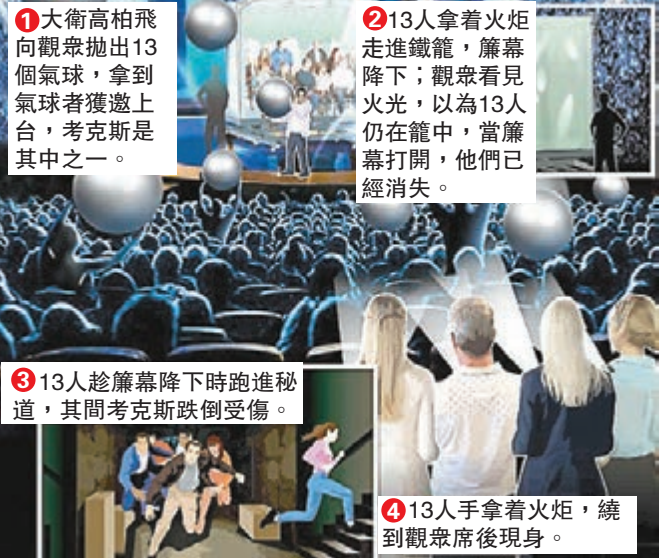 ❶大衛高柏飛
向觀眾拋出13
個氣球，拿到
氣球者獲邀上
台，考克斯是
其中之一。
❷13人拿着火炬
走進鐵籠，簾幕
降下；觀眾看見
火光，以為13人
仍在籠中，當簾
幕打開，他們已
經消失。
❸13人趁簾幕降下時跑進秘
道，其間考克斯跌倒受傷。
❹13人手拿着火炬，繞
到觀眾席後現身。